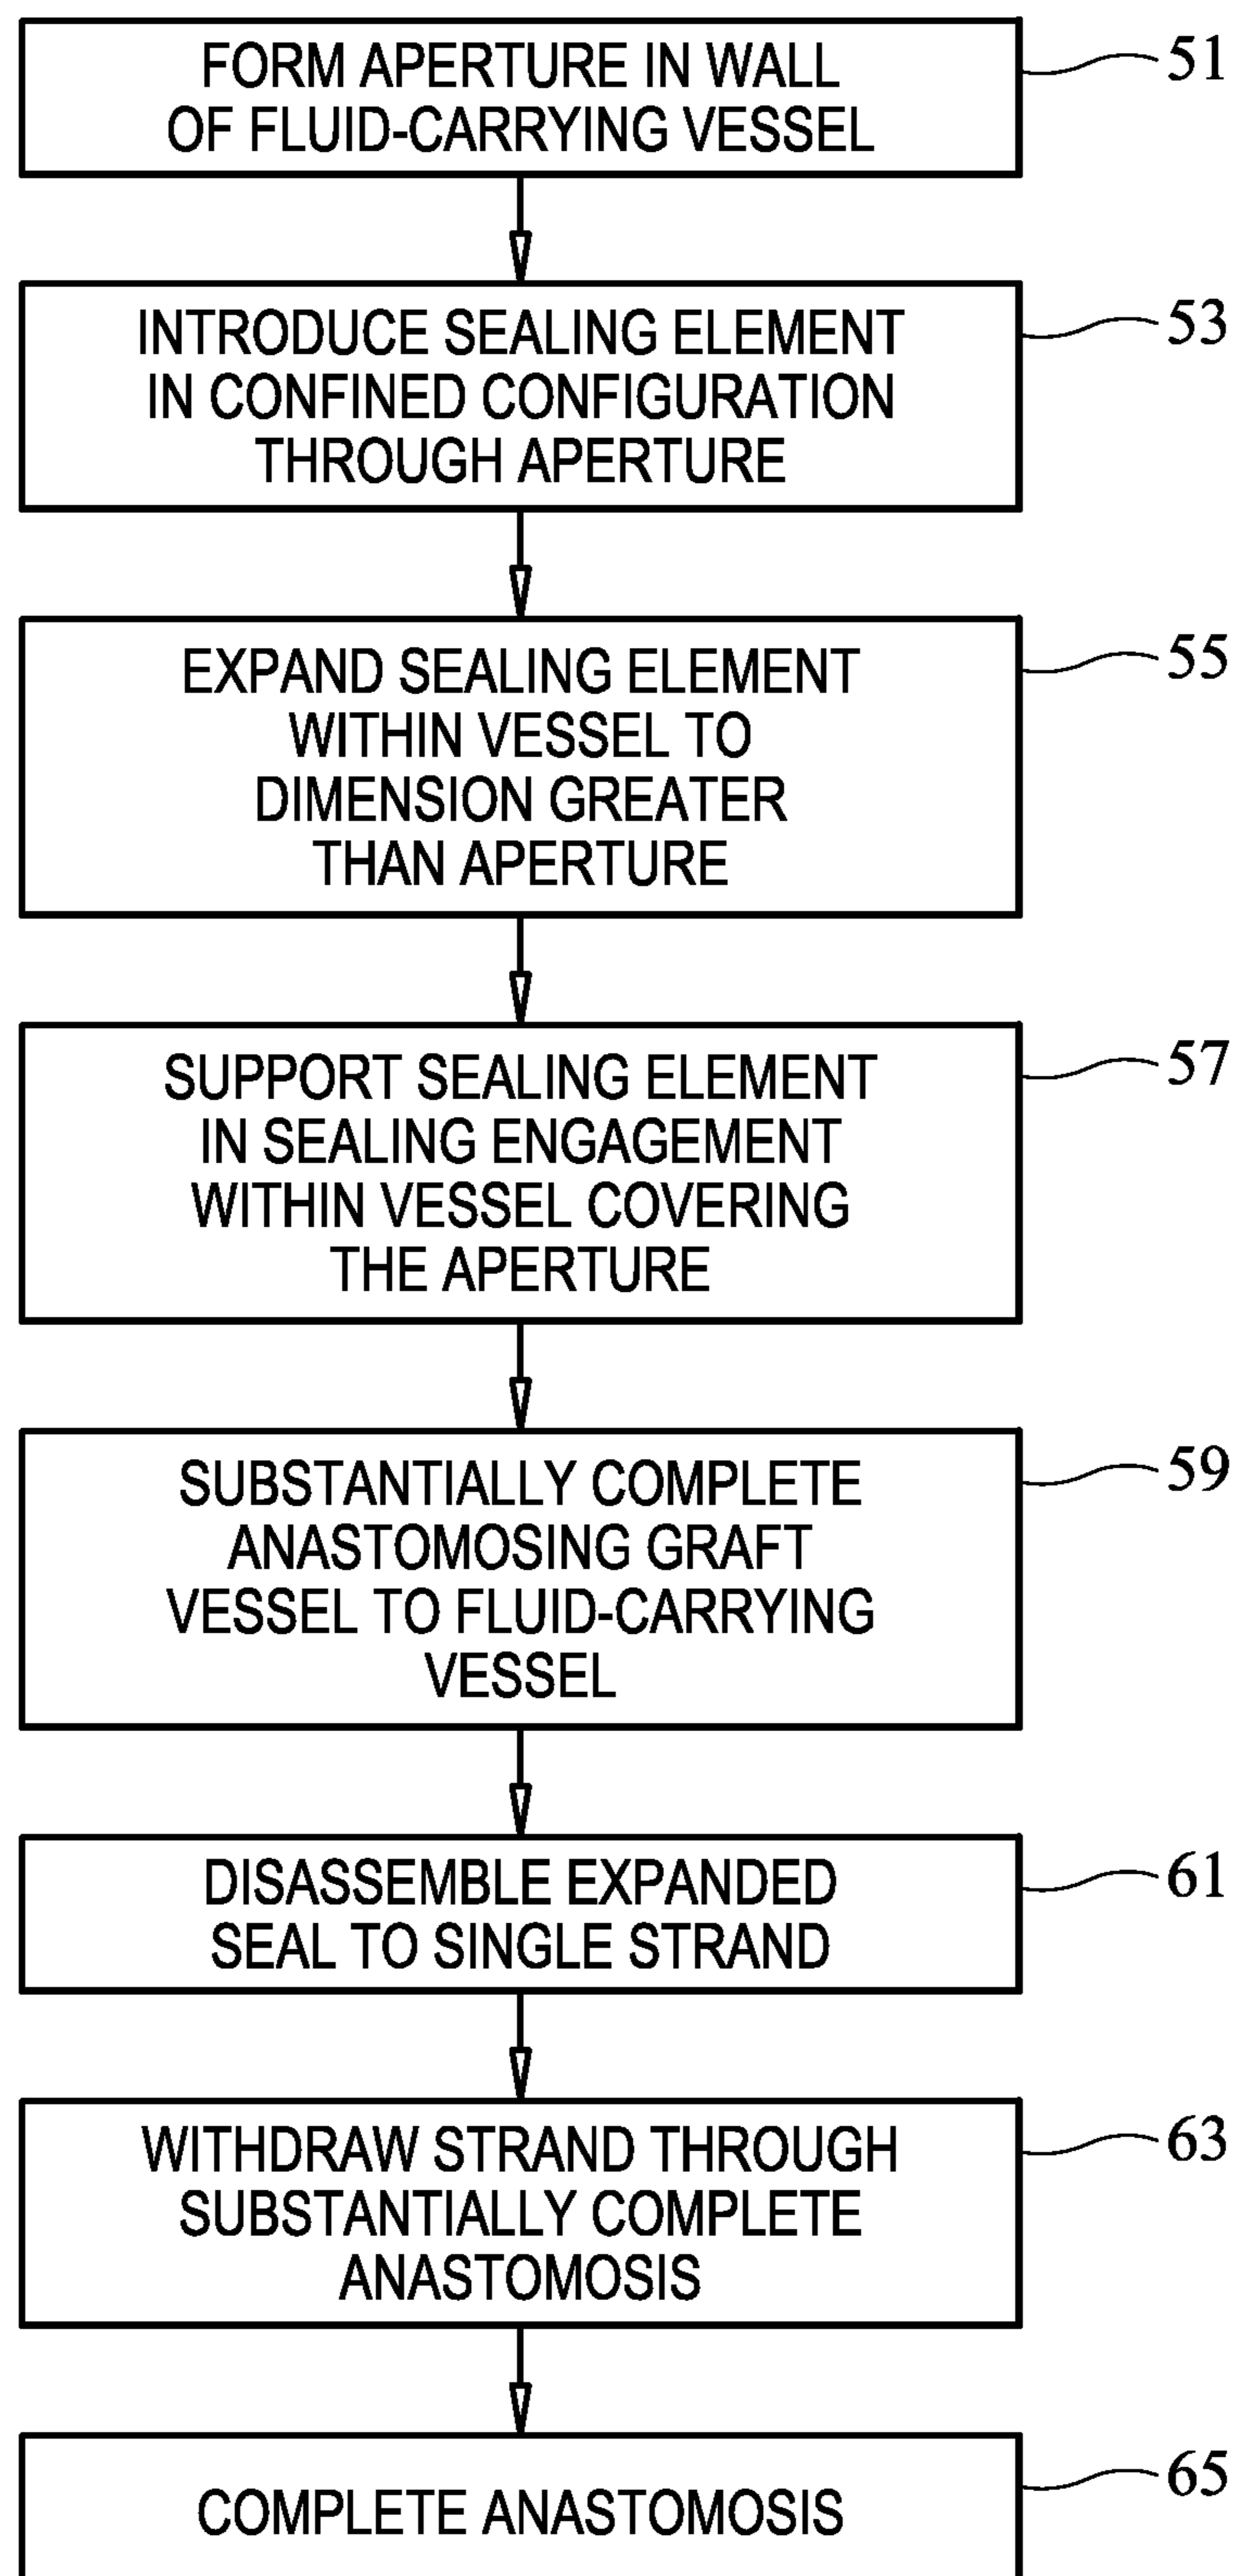 FORM APERTURE IN WALL
OF FLUID-CARRYING VESSEL
51
INTRODUCE SEALING ELEMENT
IN CONFINED CONFIGURATION
THROUGH APERTURE
53
EXPAND SEALING ELEMENT
WITHIN VESSEL TO
DIMENSION GREATER
THAN APERTURE
55
SUPPORT SEALING ELEMENT
IN SEALING ENGAGEMENT
WITHIN VESSEL COVERING
THE APERTURE
57
SUBSTANTIALLY COMPLETE
ANASTOMOSING GRAFT
VESSEL TO FLUID-CARRYING
VESSEL
59
DISASSEMBLE EXPANDED
SEAL TO SINGLE STRAND
61
WITHDRAW STRAND THROUGH
SUBSTANTIALLY COMPLETE
ANASTOMOSIS
63
COMPLETE ANASTOMOSIS
65